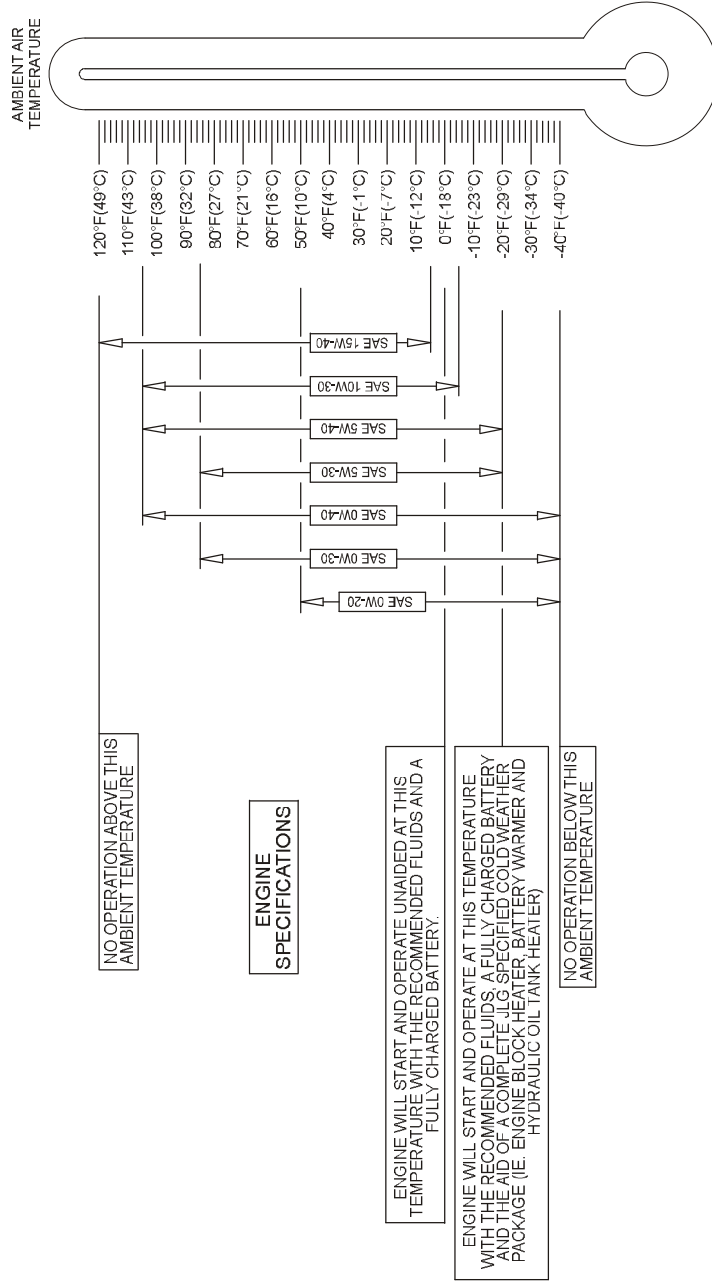 AMBIENT AIR
TEMPERATURE
120°F(49°C)
110°F(43°C)
100°F(38°C)
90°F(32°C)
80°F(27°C)
70°F(21°C)
60°F(16°C)
50°F(10°C)
40°F(4°C)
30°F(-1°C)
20°F(-7°C)
10°F(-12°C)
0°F(-18°C)
-10°F(-23°C)
-20°F(-29°C)
-30°F(-34°C)
-40°F(-40°C)
SAE 15W-40
SAE 10W-30
SAE 5W-40
SAE 5W-30
SAE 0W-40
SAE 0W-30
SAE 0W-20
NO OPERATION ABOVE THIS
AMBIENT TEMPERATURE
ENGINE
SPECIFICATIONS
ENGINE WILL START AND OPERATE UNAIDED AT THIS
TEMPERATURE WITH THE RECOMMENDED FLUIDS AND A
FULLY CHARGED BATTERY.
ENGINE WILL START AND OPERATE AT THIS TEMPERATURE
WITH THE RECOMMENDED FLUIDS, A FULLY CHARGED BATTERY
AND THE AID OF A COMPLETE JLG SPECIFIED COLD WEATHER
PACKAGE (IE. ENGINE BLOCK HEATER, BATTERY WARMER AND
HYDRAULIC OIL TANK HEATER)
NO OPERATION BELOW THIS
AMBIENT TEMPERATURE